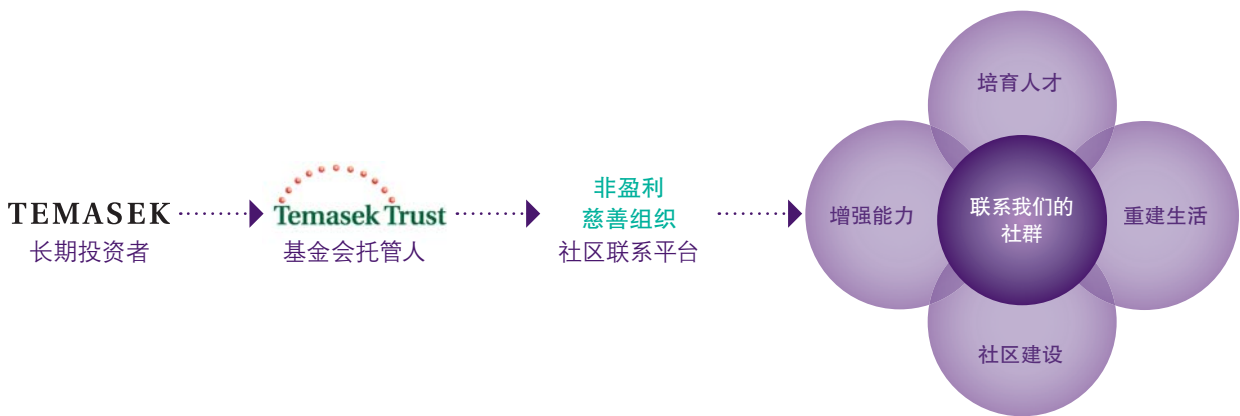 TEMASEK
长期投资者
Temasek Trust
基金会托管人
非盈利
慈善组织
社区联系平台
培育人才
增强能力
联系我们的
社群
重建生活
社区建设